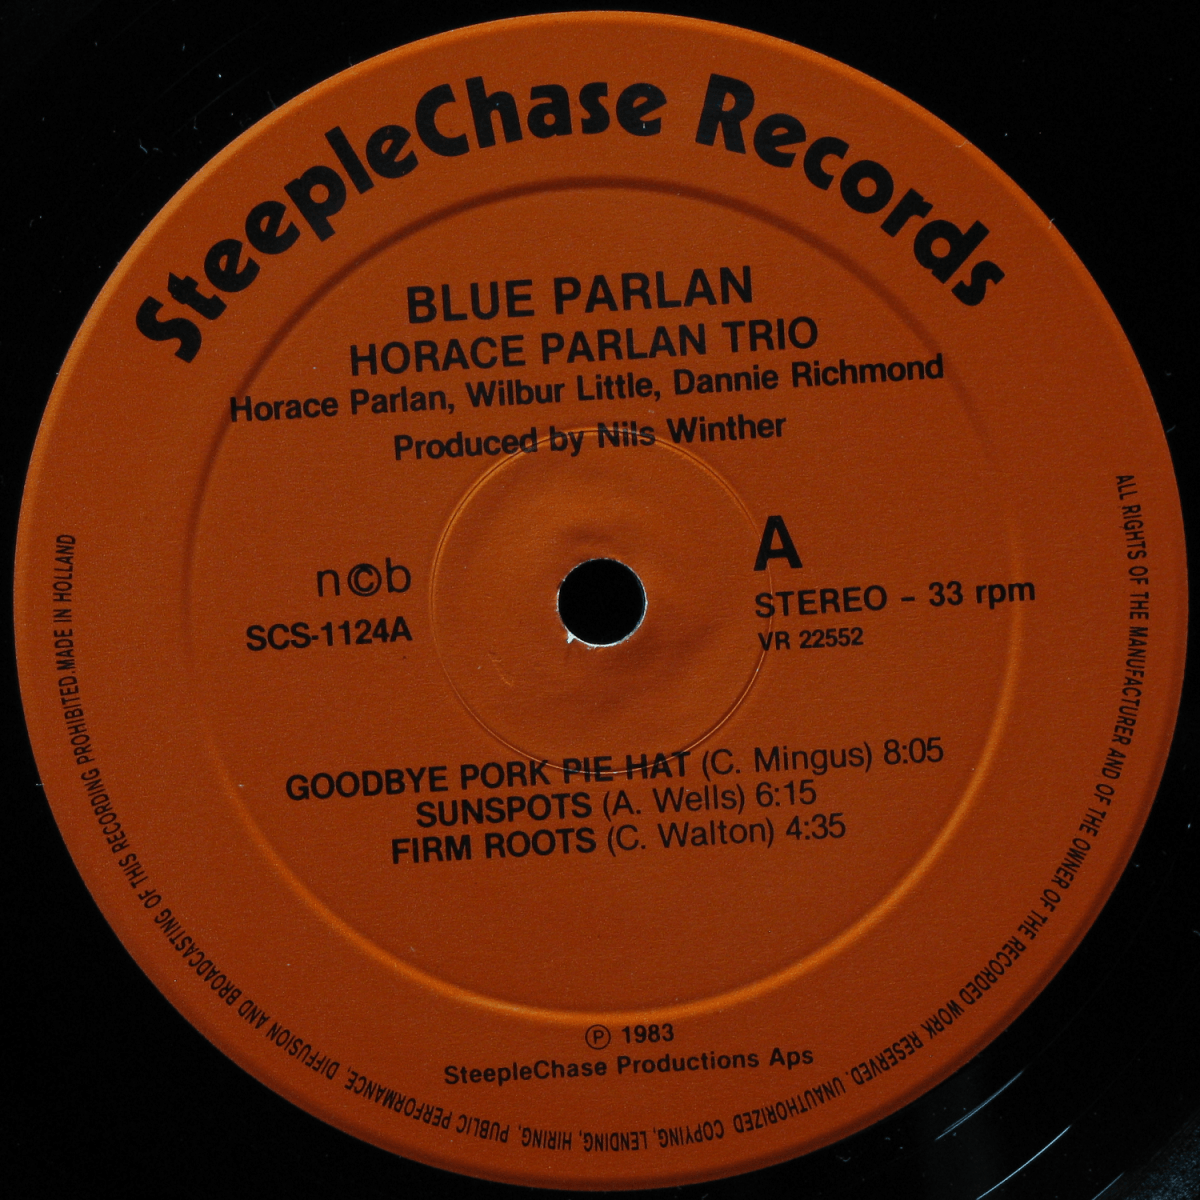 SteepleChase Records
BLUE PARLAN
HORACE PARLAN TRIO
Horace Parlan, Wilbur Little, Dannie Richmond
Produced by Nils Winther
n©b
SCS-1124A
A
STEREO - 33 rpm
VR 22552
GOODBYE PORK PIE HAT (C. Mingus) 8:05
SUNSPOTS (A. Wells) 6:15
FIRM ROOTS (C. Walton) 4:35
℗ 1983
SteepleChase Productions Aps
ALL RIGHTS OF THE MANUFACTURER AND OF THE OWNER OF THE RECORDED WORK RESERVED. UNAUTHORIZED COPYING, LENDING, HIRING, PUBLIC PERFORMANCE, DIFFUSION AND BROADCASTING OF THIS RECORDING PROHIBITED.MADE IN HOLLAND